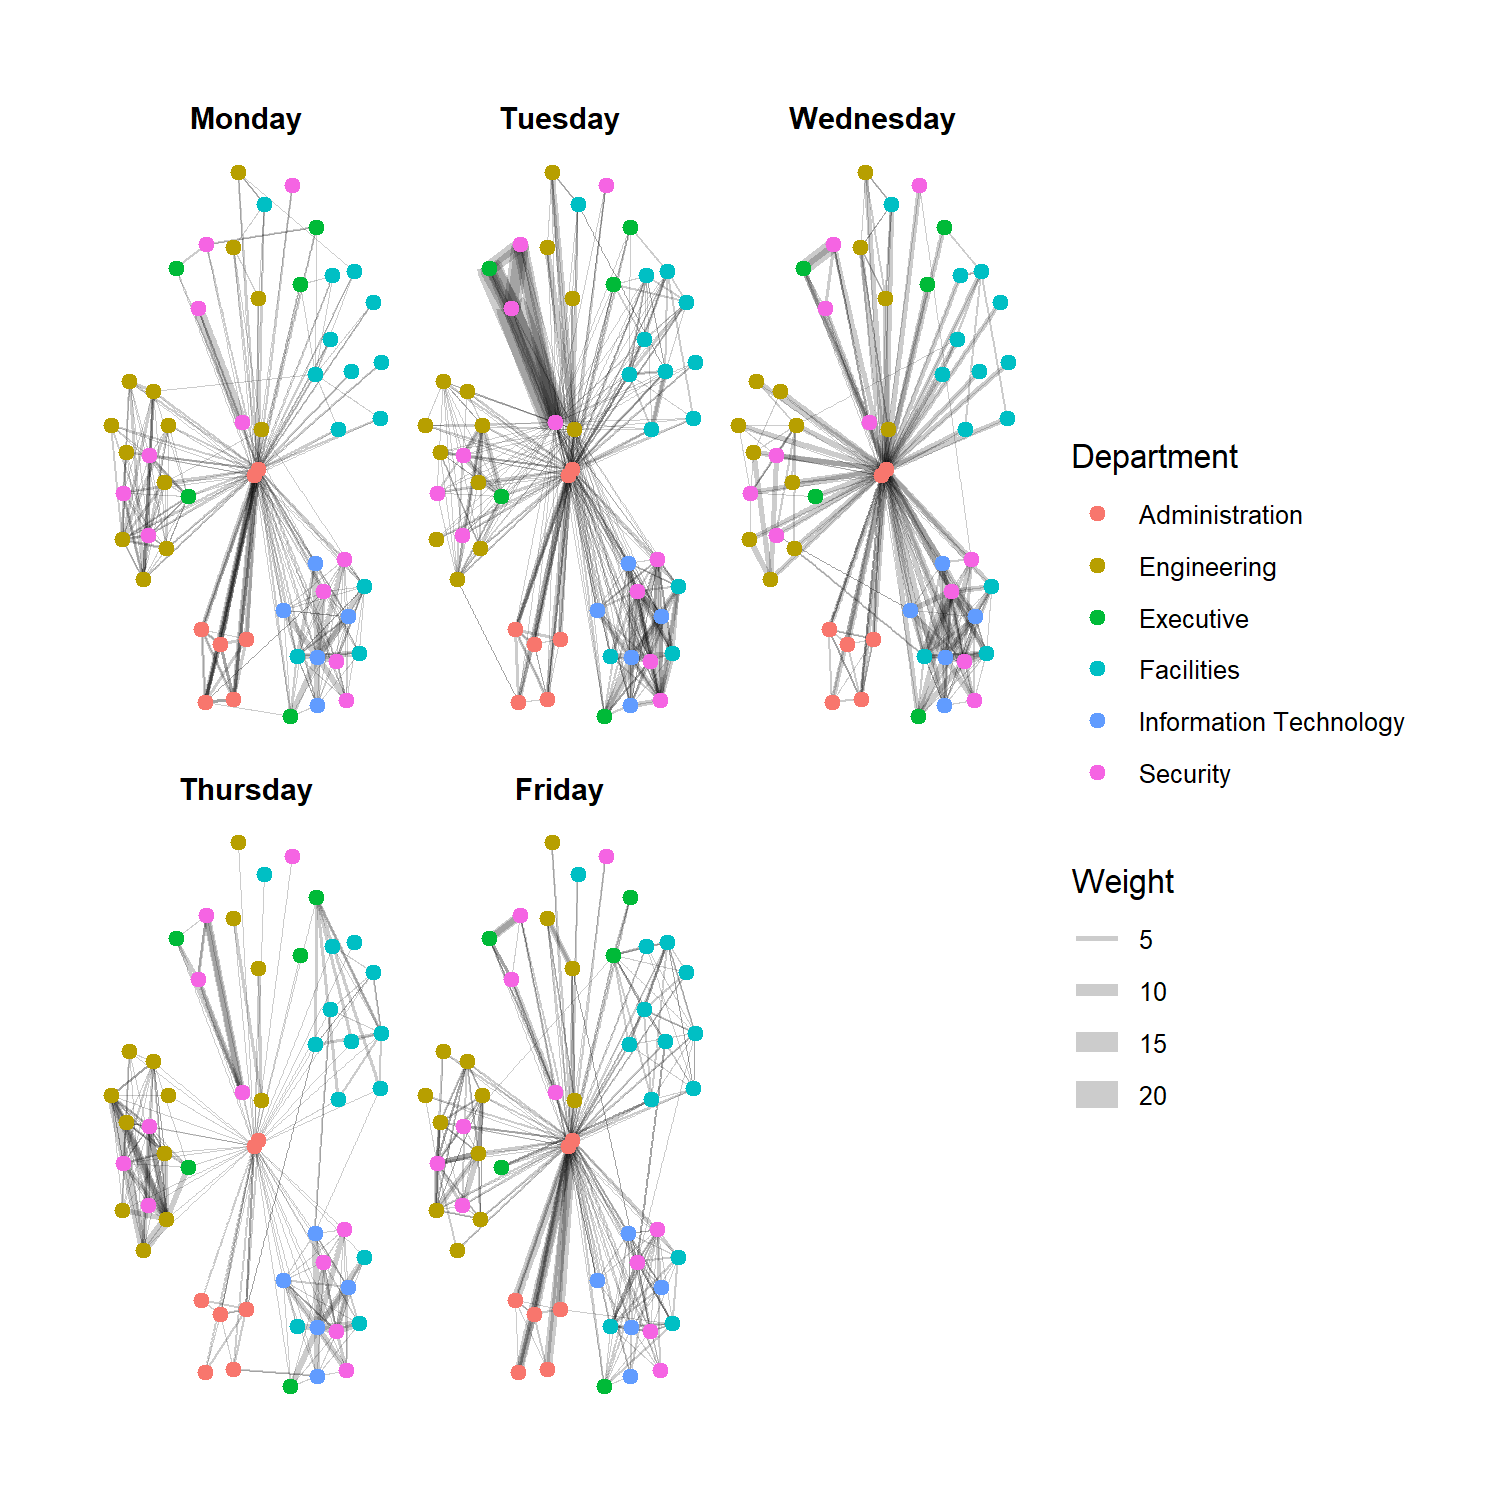 Monday
Tuesday
Wednesday
Thursday
Friday
Department
Administration
Engineering
Executive
Facilities
Information Technology
Security
Weight
5
10
15
20